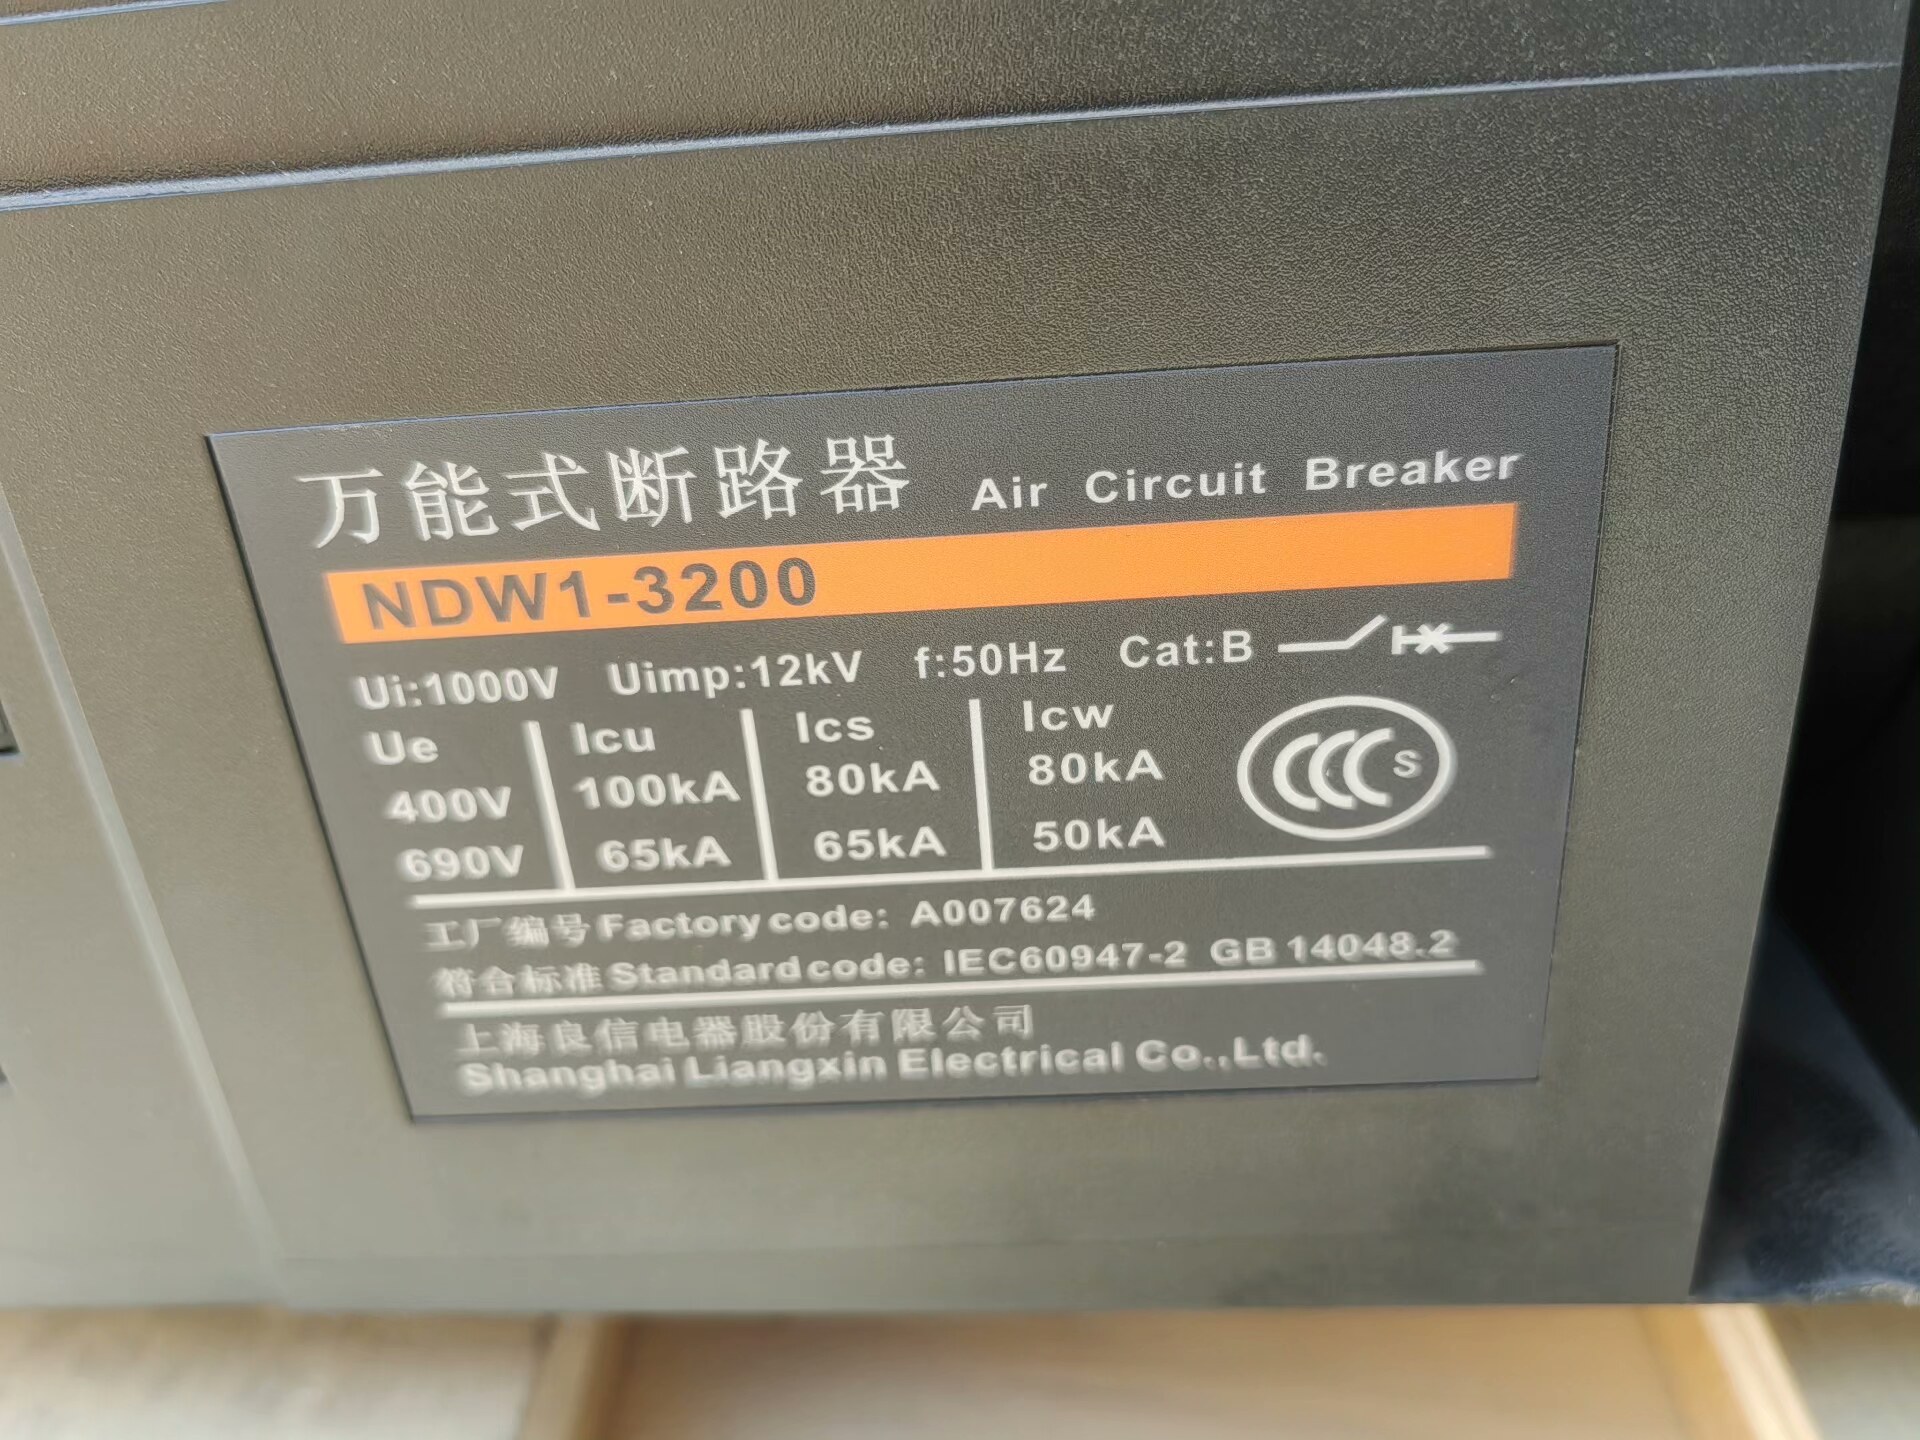 万能式断路器 Air Circuit Breaker
NDW1-3200
Ui:1000V Uimp:12kV f:50Hz Cat:B
Ue Icu Ics Icw
400V 100kA 80kA 80kA
690V 65kA 65kA 50kA
CCC S
工厂编号 Factory code: A007624
符合标准 Standard code: IEC60947-2 GB 14048.2
上海良信电器股份有限公司
Shanghai Liangxin Electrical Co.,Ltd.